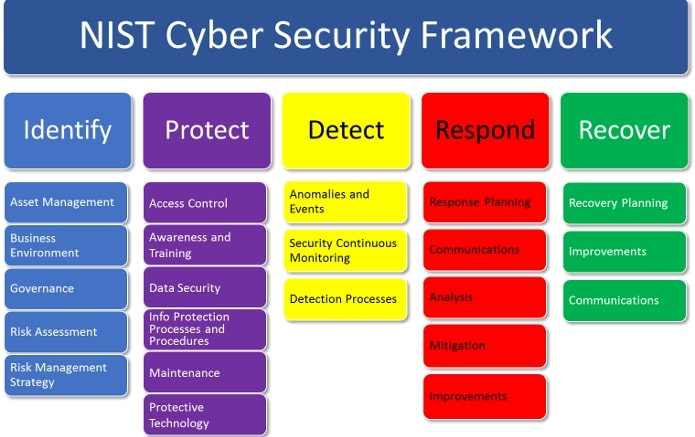 NIST Cyber Security Framework
Identify
Protect
Detect
Respond
Recover
Asset Management
Business
Environment
Governance
Risk Assessment
Risk Management
Strategy
Access Control
Awareness and
Training
Data Security
Info Protection
Processes and
Procedures
Maintenance
Protective
Technology
Anomalies and
Events
Security Continuous
Monitoring
Detection Processes
Response Planning
Communications
Analysis
Mitigation
Improvements
Recovery Planning
Improvements
Communications